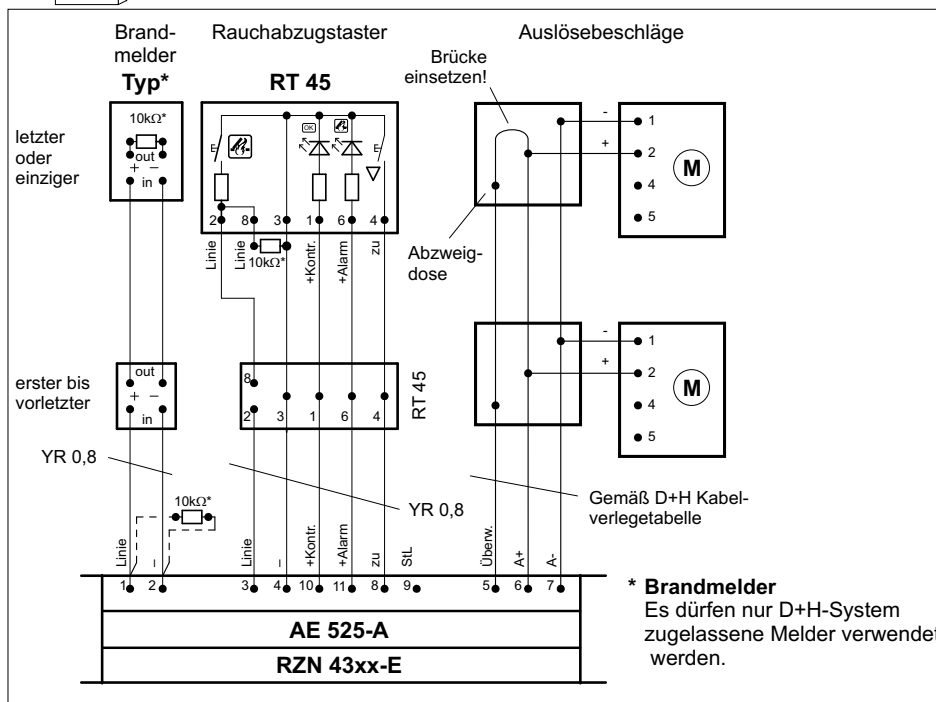 Brand-
melder
Typ*
Rauchabzugstaster
RT 45
Auslösebeschläge
Brücke
einsetzen!
letzter
oder
einziger
10kΩ*
out
+ –
in
OK
E
E
2 8 3 1 6 4
Linie
Linie
10kΩ*
+Kontr.
+Alarm
zu
Abzweig-
dose
-
+
1
2
4
5
M
erster bis
vorletzter
out
+ –
in
8
2 3 1 6 4
RT 45
-
+
1
2
4
5
M
YR 0,8
10kΩ*
YR 0,8
Gemäß D+H Kabel-
verlegetabelle
Linie
–
Linie
–
+Kontr.
+Alarm
zu
StL
Überw.
A+
A-
1 2 3 4 10 11 8 9 5 6 7
AE 525-A
RZN 43xx-E
* Brandmelder
Es dürfen nur D+H-System
zugelassene Melder verwendet
werden.